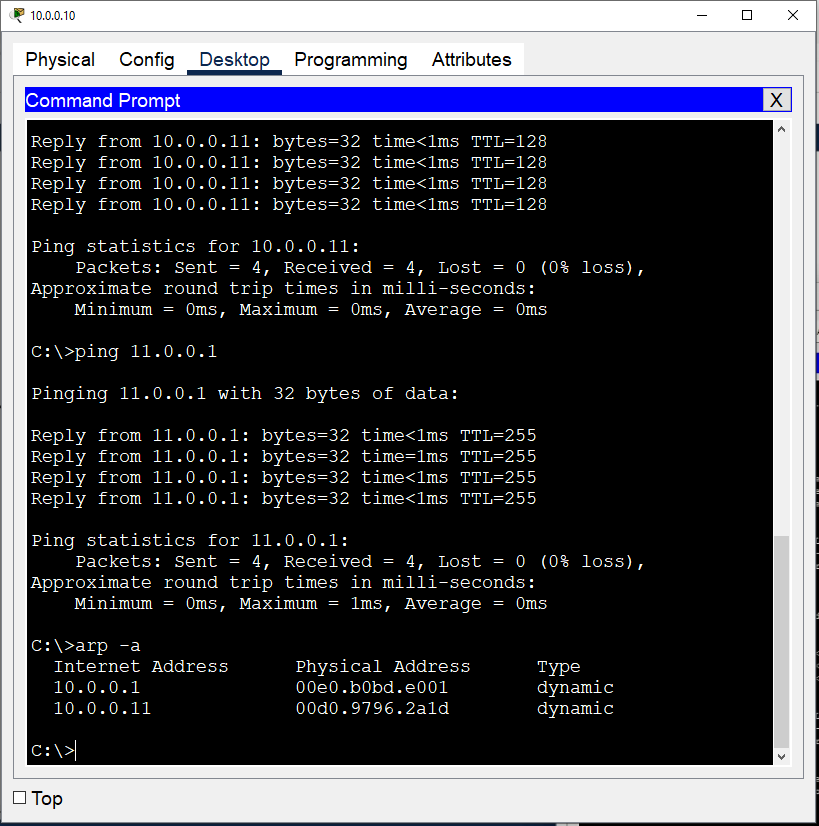 10.0.0.10
Physical Config Desktop Programming Attributes
Command Prompt X
Reply from 10.0.0.11: bytes=32 time<1ms TTL=128
Reply from 10.0.0.11: bytes=32 time<1ms TTL=128
Reply from 10.0.0.11: bytes=32 time<1ms TTL=128
Reply from 10.0.0.11: bytes=32 time<1ms TTL=128
Ping statistics for 10.0.0.11:
Packets: Sent = 4, Received = 4, Lost = 0 (0% loss),
Approximate round trip times in milli-seconds:
Minimum = 0ms, Maximum = 0ms, Average = 0ms
C:\>ping 11.0.0.1
Pinging 11.0.0.1 with 32 bytes of data:
Reply from 11.0.0.1: bytes=32 time<1ms TTL=255
Reply from 11.0.0.1: bytes=32 time=1ms TTL=255
Reply from 11.0.0.1: bytes=32 time<1ms TTL=255
Reply from 11.0.0.1: bytes=32 time<1ms TTL=255
Ping statistics for 11.0.0.1:
Packets: Sent = 4, Received = 4, Lost = 0 (0% loss),
Approximate round trip times in milli-seconds:
Minimum = 0ms, Maximum = 1ms, Average = 0ms
C:\>arp -a
Internet Address Physical Address Type
10.0.0.1 00e0.b0bd.e001 dynamic
10.0.0.11 00d0.9796.2a1d dynamic
C:\>
Top